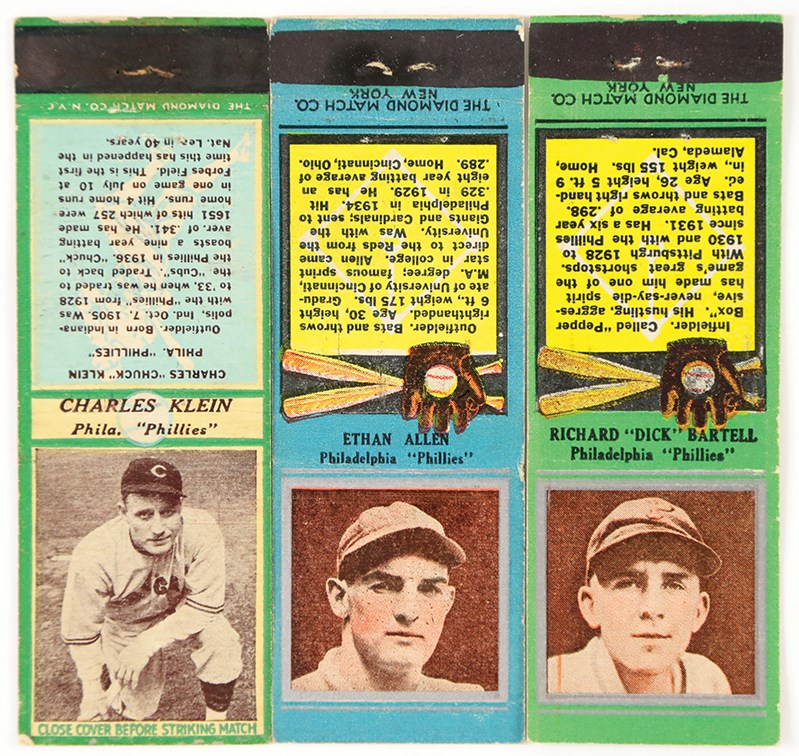 THE DIAMOND MATCH CO. N.Y.C.
CHARLES "CHUCK" KLEIN
PHILA. "PHILLIES"
Outfielder. Born in Indiana-
polis, Ind. Oct. 7, 1905. Was
with the "Phillies" from 1928
to '33, when he was traded to
the "Cubs". Traded back to
the Phillies in 1936. "Chuck"
boasts a nine year batting
aver. of .341. He has made
1651 hits of which 257 were
home runs. Hit 4 home runs
in one game on July 10 at
Forbes Field. This is the first
time this has happened in the
Nat. Lea. in 40 years.
CHARLES KLEIN
Phila. "Phillies"
C
CLOSE COVER BEFORE STRIKING MATCH
THE DIAMOND MATCH CO.
NEW YORK
Outfielder. Bats and throws
righthanded. Age 30, height
6 ft., weight 175 lbs. Gradu-
ate of University of Cincinnati,
M.A. degree; famous sprint
star in college. Allen came
direct to the Reds from the
University. Was with the
Giants and Cardinals; sent to
Philadelphia in 1934. Hit
.329 in 1929. He has an
eight year batting average of
.289. Home, Cincinnati, Ohio.
ETHAN ALLEN
Philadelphia "Phillies"
THE DIAMOND MATCH CO.
NEW YORK
Infielder. Called "Pepper
Box". His hustling, aggres-
sive, never-say-die spirit
has made him one of the
game's great shortstops.
With Pittsburgh 1928 to
1930 and with the Phillies
since 1931. Has a six year
batting average of .298.
Bats and throws right-hand-
ed. Age 26, height 5 ft. 9
in., weight 155 lbs. Home,
Alameda, Cal.
RICHARD "DICK" BARTELL
Philadelphia "Phillies"